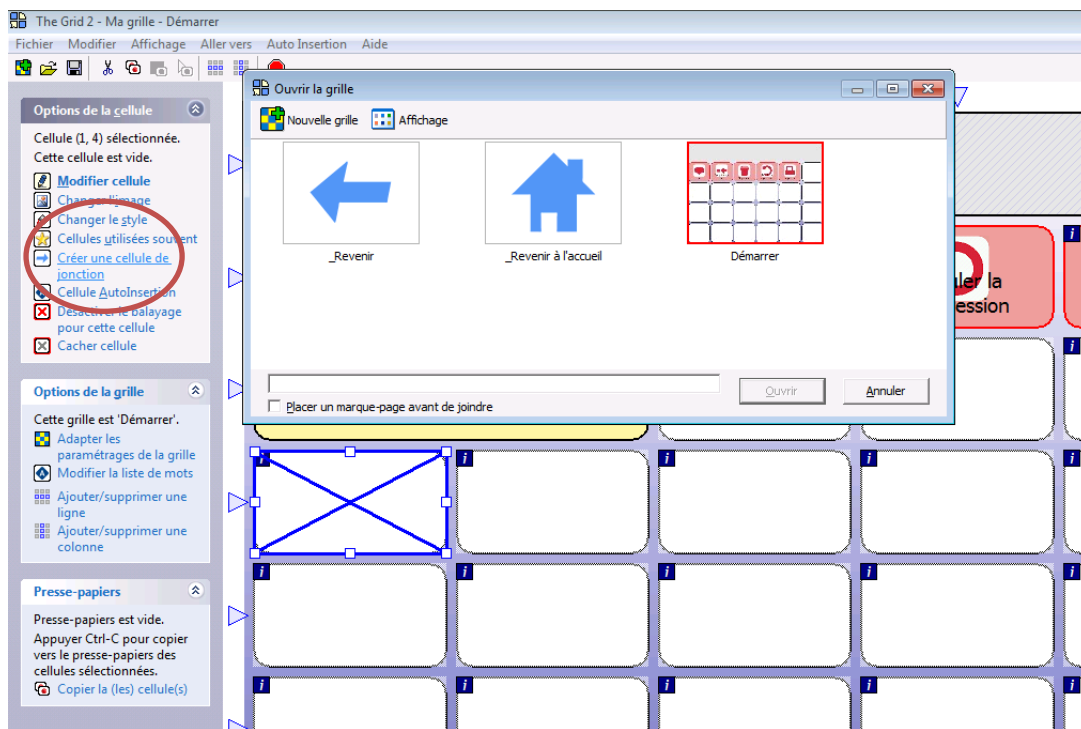 The Grid 2 - Ma grille - Démarrer
Fichier Modifier Affichage Aller vers Auto Insertion Aide
Options de la cellule
Cellule (1, 4) sélectionnée.
Cette cellule est vide.
Modifier cellule
Changer l'image
Changer le style
Cellules utilisées souvent
Créer une cellule de
jonction
Cellule AutoInsertion
Désactiver le balayage
pour cette cellule
Cacher cellule
Options de la grille
Cette grille est 'Démarrer'.
Adapter les
paramétrages de la grille
Modifier la liste de mots
Ajouter/supprimer une
ligne
Ajouter/supprimer une
colonne
Presse-papiers
Presse-papiers est vide.
Appuyer Ctrl-C pour copier
vers le presse-papiers des
cellules sélectionnées.
Copier la (les) cellule(s)
Ouvrir la grille
Nouvelle grille Affichage
_Revenir
_Revenir à l'accueil
Démarrer
Placer un marque-page avant de joindre
Ouvrir
Annuler
uler la
ession